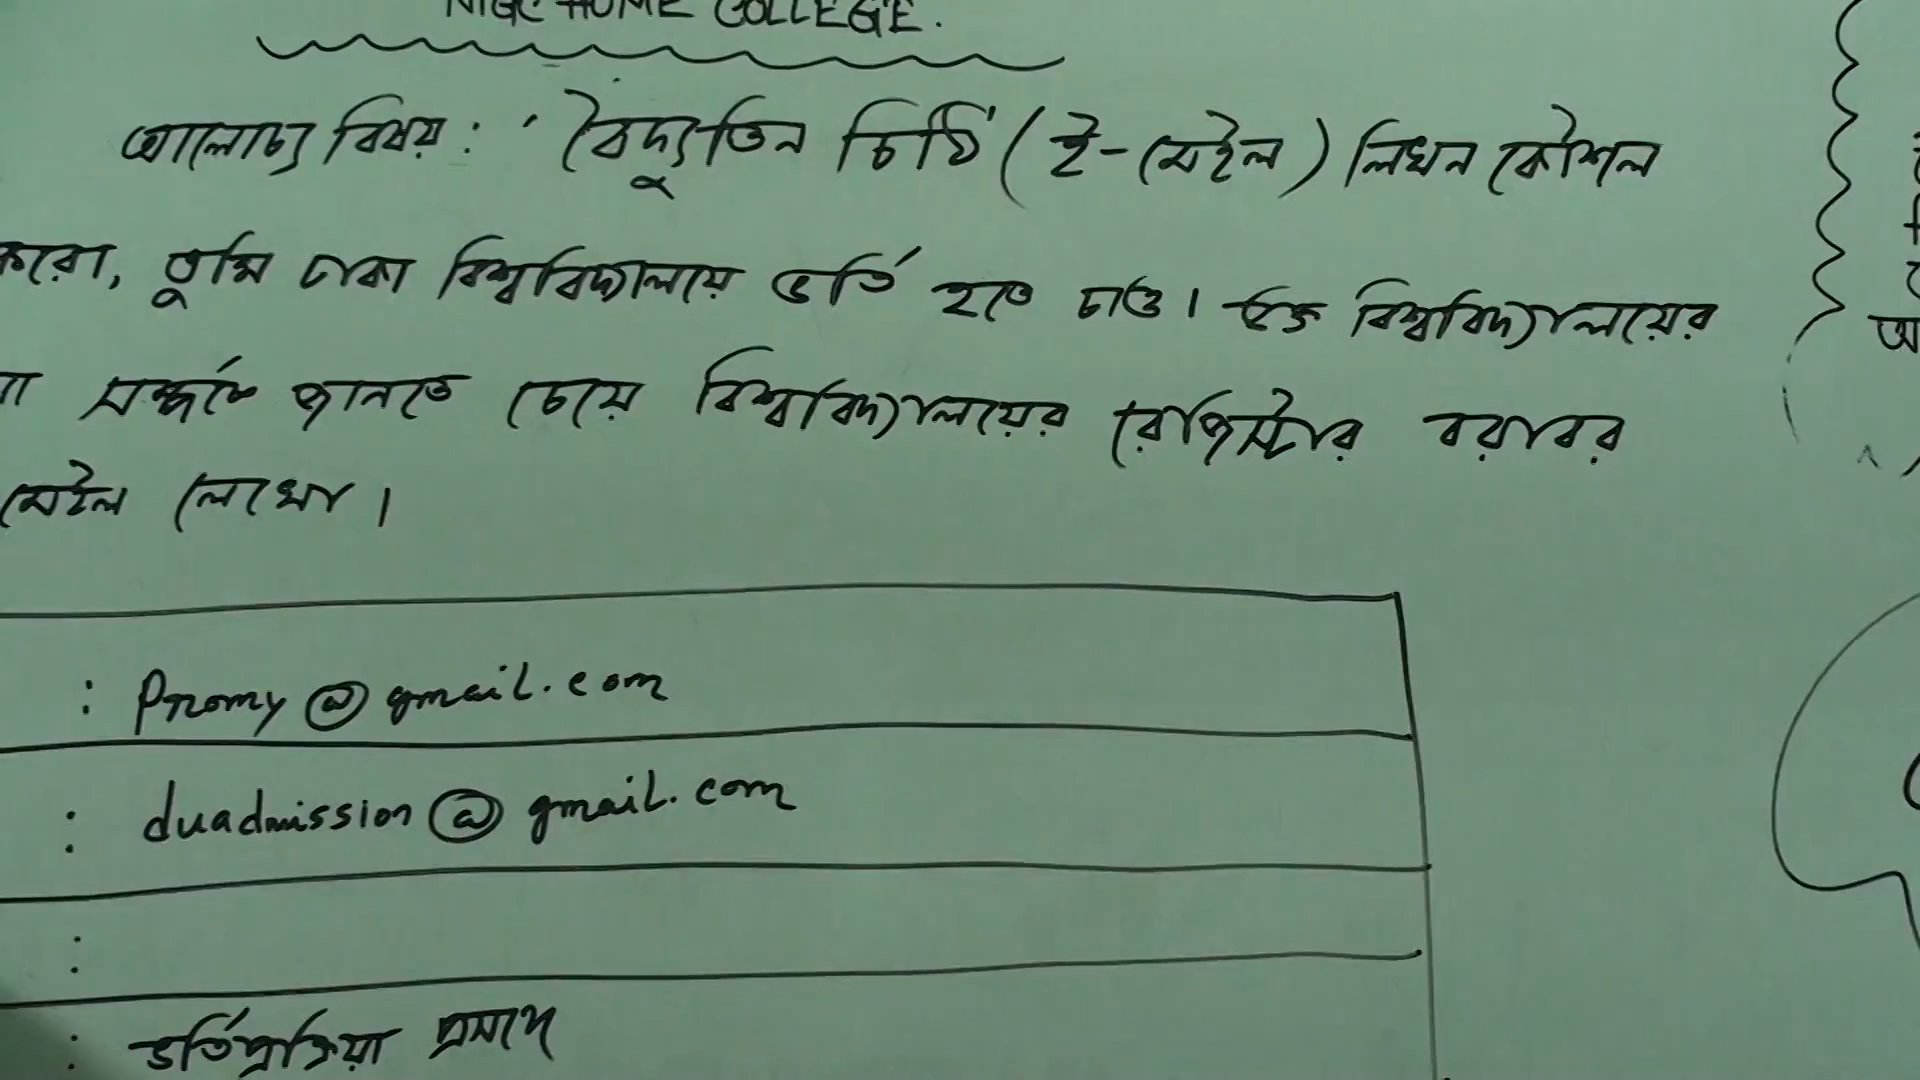 HOME COLLEGE.
আলোচ্য বিষয়: ' বৈদ্যুতিন চিঠি (ই-মেইল) লিখন কৌশল
করো, তুমি ঢাকা বিশ্ববিদ্যালয়ে ভর্তি হতে চাও। উক্ত বিশ্ববিদ্যালয়ের
সম্পর্কে জানতে চেয়ে বিশ্ববিদ্যালয়ের রেজিস্টার বরাবর
মেইল লেখো।
: Promy@gmail.com
: duadmission@gmail.com
:
: ভর্তিপ্রক্রিয়া প্রসঙ্গে